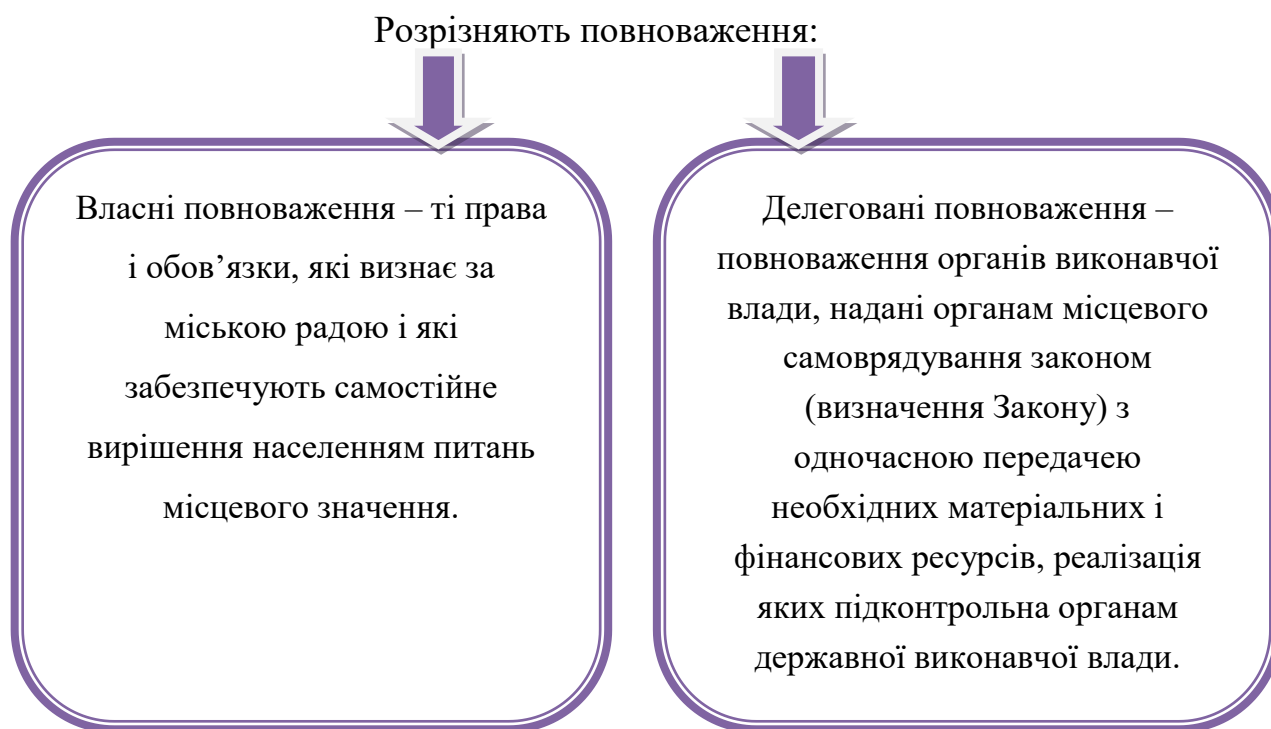 Розрізняють повноваження:
Власні повноваження – ті права
і обов’язки, які визнає за
міською радою і які
забезпечують самостійне
вирішення населенням питань
місцевого значення.
Делеговані повноваження –
повноваження органів виконавчої
влади, надані органам місцевого
самоврядування законом
(визначення Закону) з
одночасною передачею
необхідних матеріальних і
фінансових ресурсів, реалізація
яких підконтрольна органам
державної виконавчої влади.